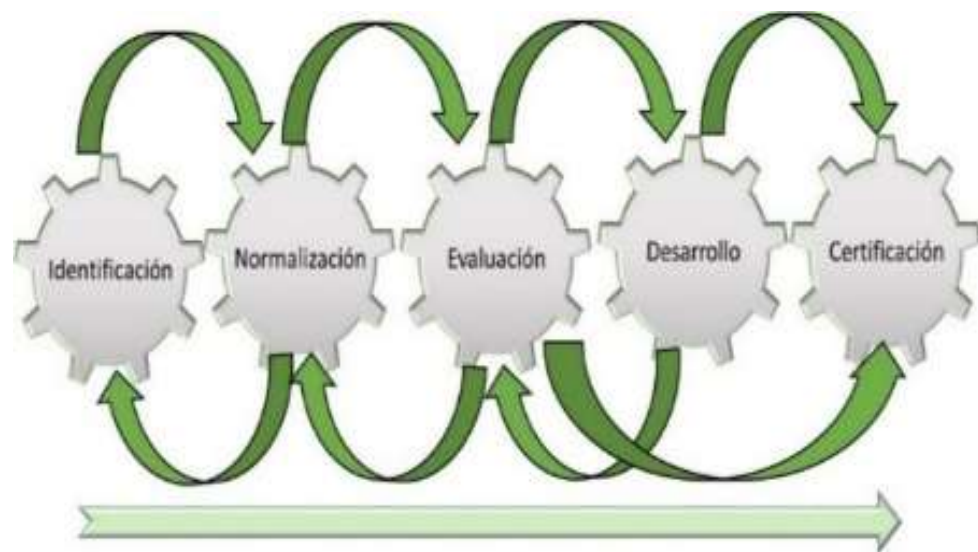 Identificación
Normalización
Evaluación
Desarrollo
Certificación